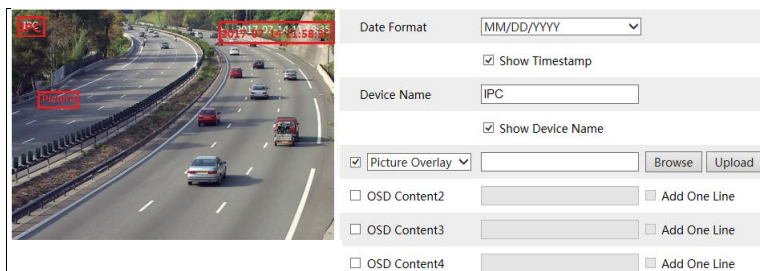 IPC
2017-07-14 11:58:35
Picture
Date Format
MM/DD/YYYY
Show Timestamp
Device Name
IPC
Show Device Name
Picture Overlay
Browse
Upload
OSD Content2
Add One Line
OSD Content3
Add One Line
OSD Content4
Add One Line